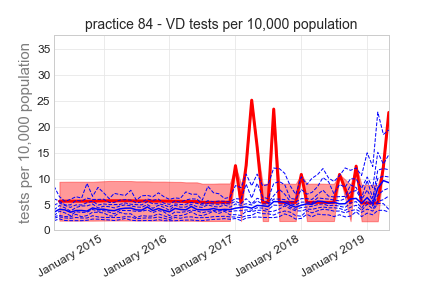 practice 84 - VD tests per 10,000 population
tests per 10,000 population
35
30
25
20
15
10
5
0
January 2015
January 2016
January 2017
January 2018
January 2019